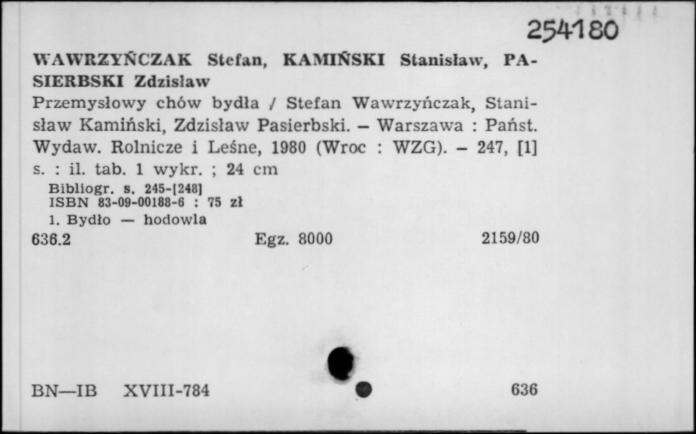 254180
WAWRZYŃCZAK Stefan, KAMIŃSKI Stanisław, PA-
SIERBSKI Zdzisław
Przemysłowy chów bydła / Stefan Wawrzyńczak, Stani-
sław Kamiński, Zdzisław Pasierbski. — Warszawa : Państ.
Wydaw. Rolnicze i Leśne, 1980 (Wroc : WZG). — 247, [1]
s. : il. tab. 1 wykr. ; 24 cm
Bibliogr. s. 245-[248]
ISBN 83-09-00188-6 : 75 zł
1. Bydło — hodowla
636.2 Egz. 8000 2159/80
BN—IB XVIII-784 636